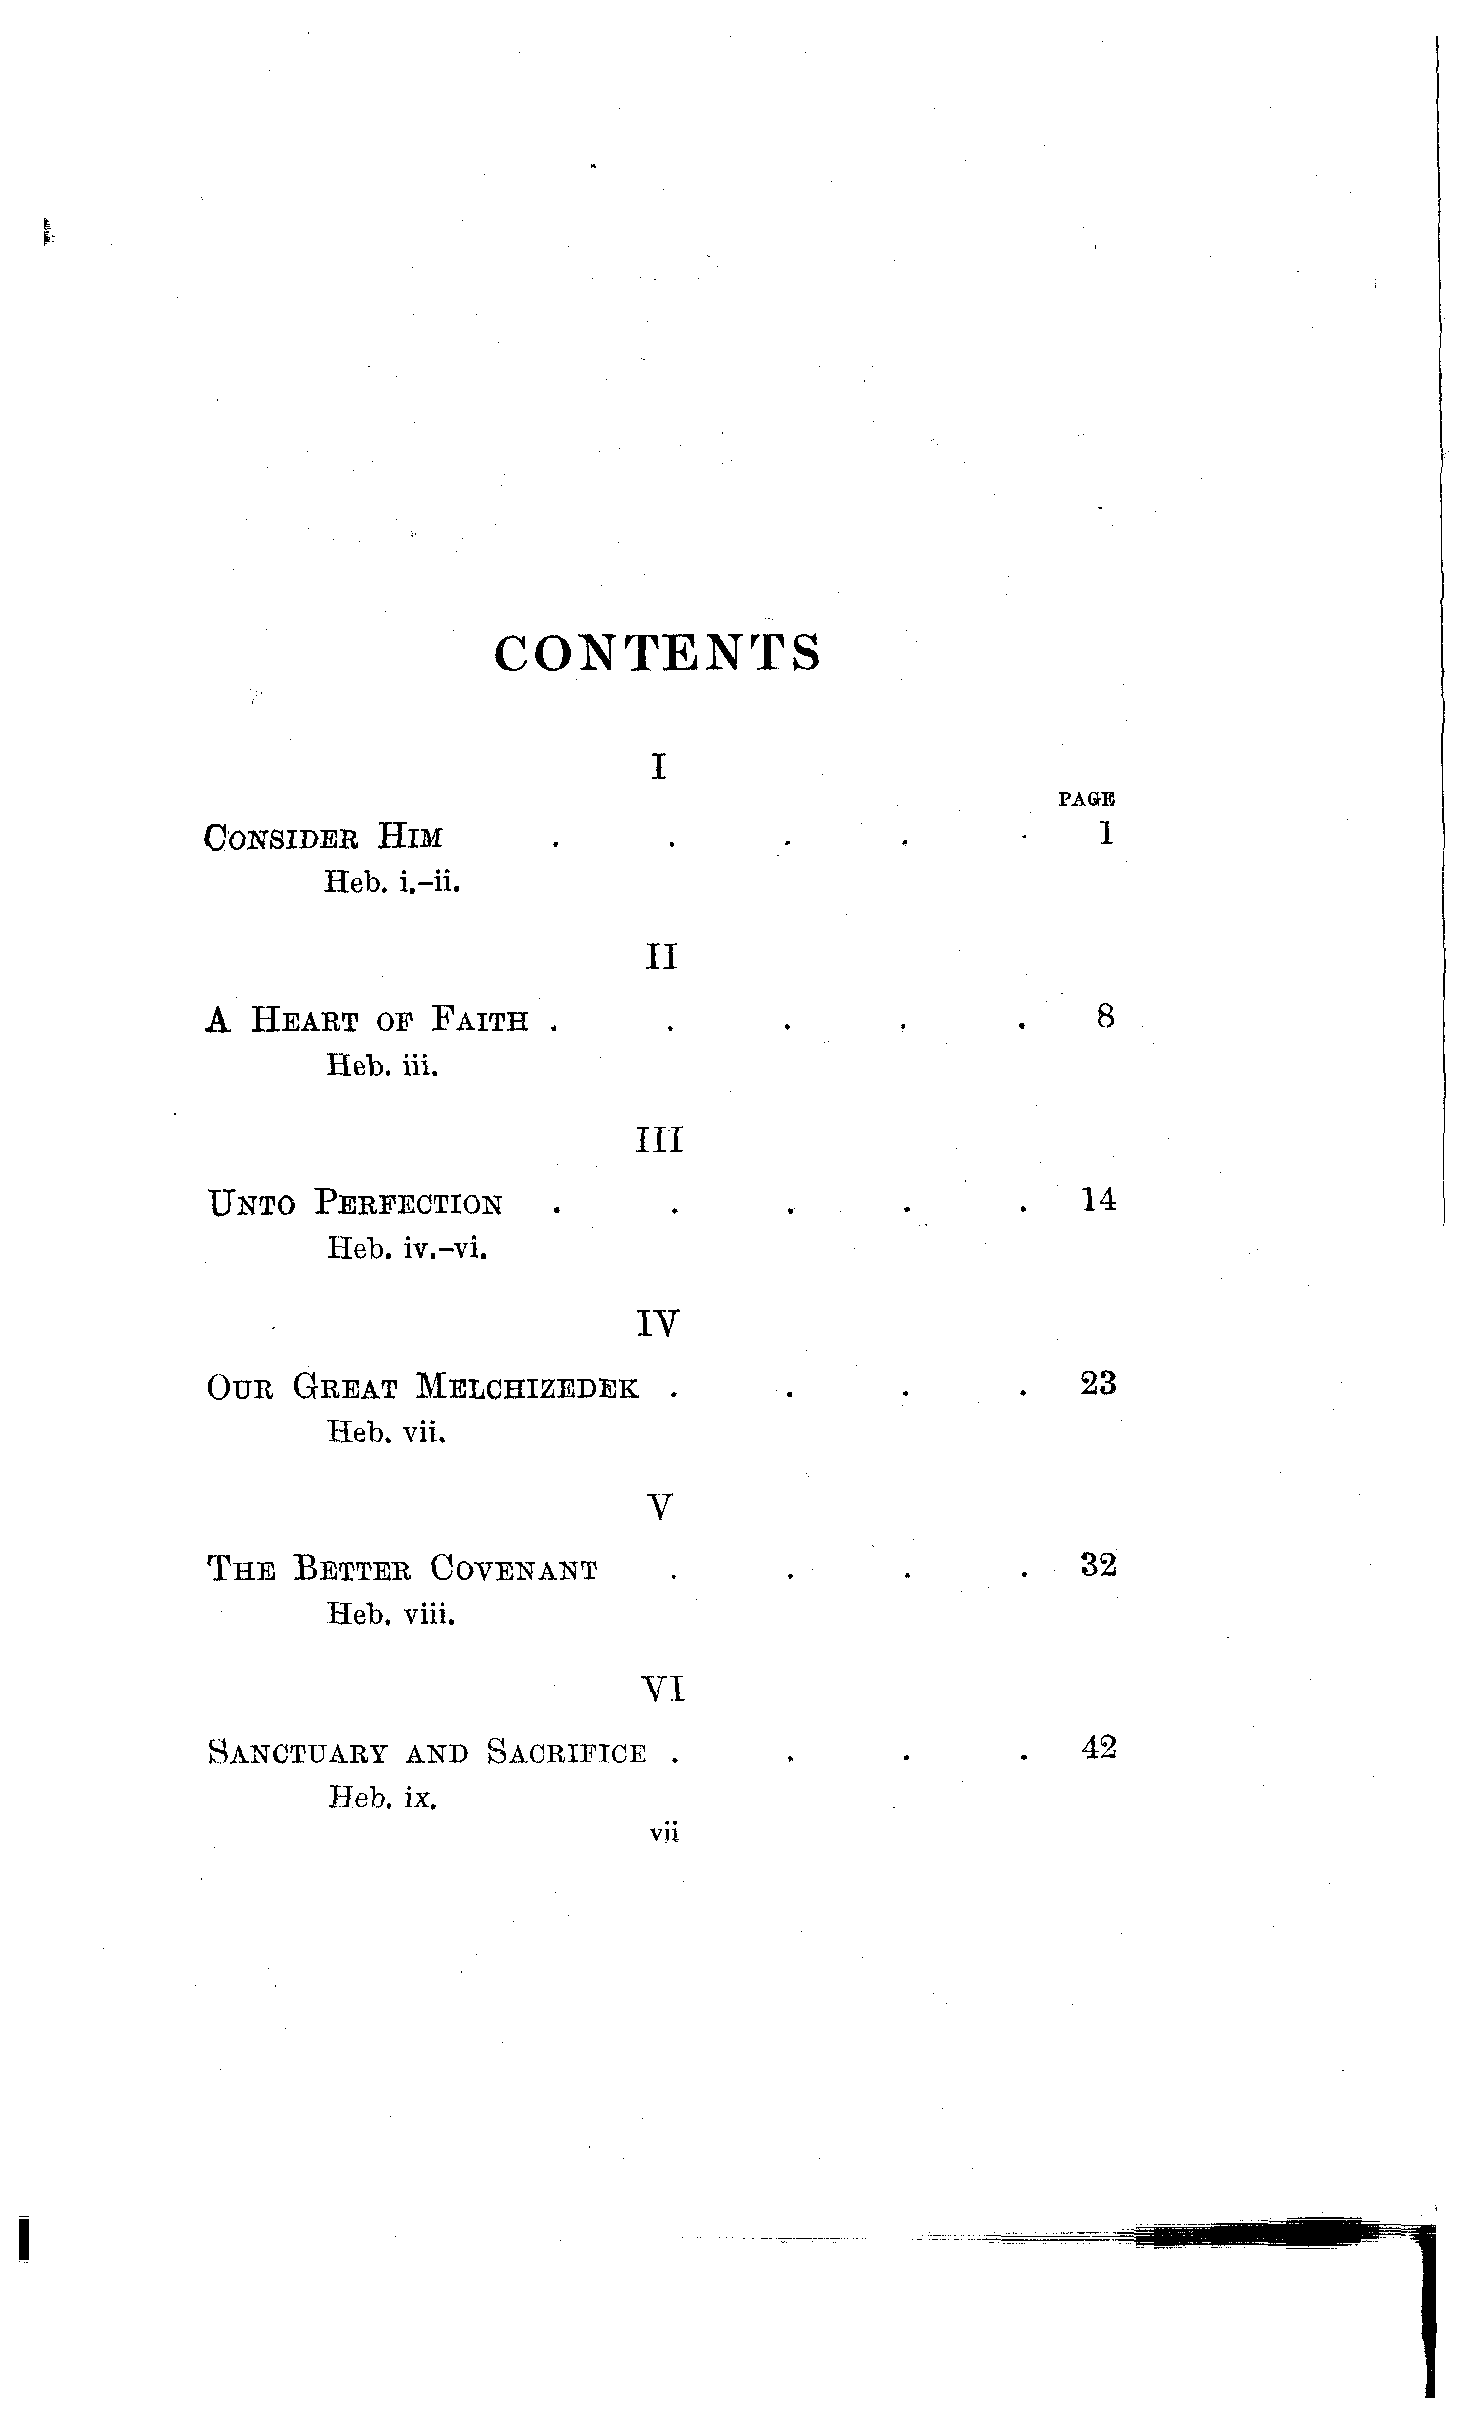 CONTENTS
I
PAGE
CONSIDER HIM . . . . . 1
Heb. i.–ii.
II
A HEART OF FAITH . . . . . 8
Heb. iii.
III
UNTO PERFECTION . . . . . 14
Heb. iv.–vi.
IV
OUR GREAT MELCHIZEDEK . . . . 23
Heb. vii.
V
THE BETTER COVENANT . . . . 32
Heb. viii.
VI
SANCTUARY AND SACRIFICE . . . . 42
Heb. ix.
vii